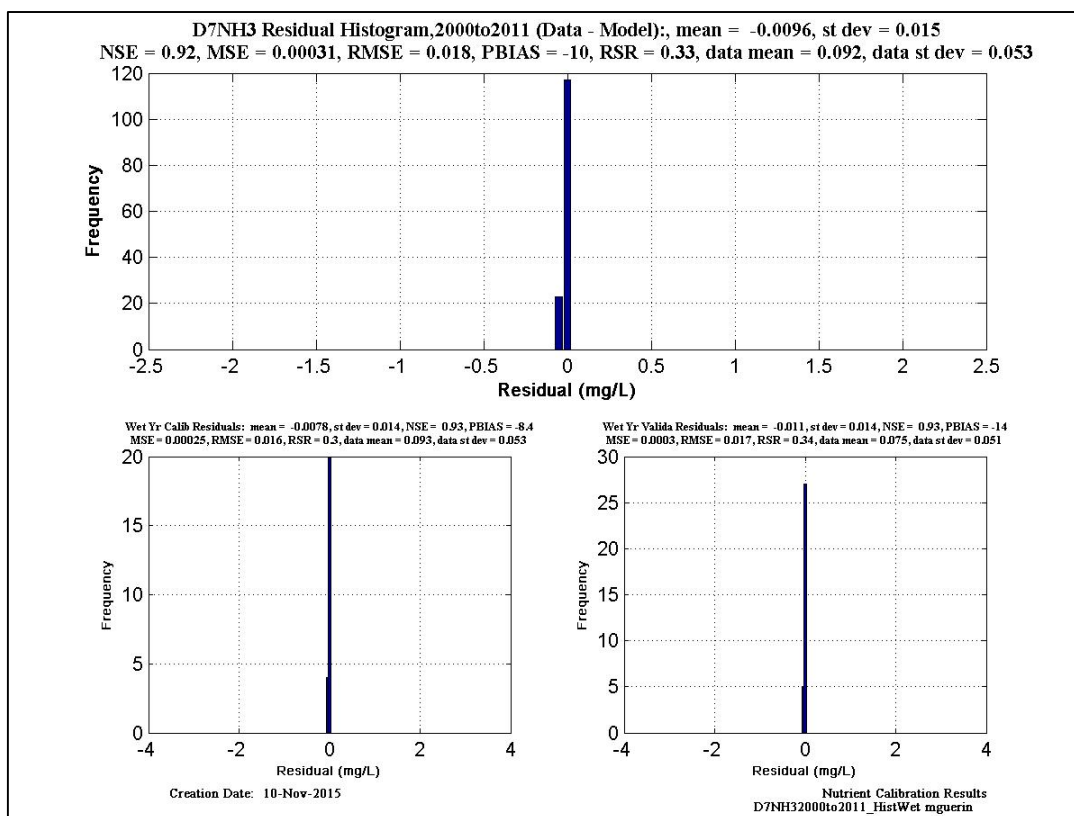 D7NH3 Residual Histogram,2000to2011 (Data - Model):, mean = -0.0096, st dev = 0.015
NSE = 0.92, MSE = 0.00031, RMSE = 0.018, PBIAS = -10, RSR = 0.33, data mean = 0.092, data st dev = 0.053
120
100
80
60
40
20
0
Frequency
-2.5 -2 -1.5 -1 -0.5 0 0.5 1 1.5 2 2.5
Residual (mg/L)
Wet Yr Calib Residuals: mean = -0.0078, st dev = 0.014, NSE = 0.93, PBIAS = -8.4
MSE = 0.00025, RMSE = 0.016, RSR = 0.3, data mean = 0.093, data st dev = 0.053
20
15
10
5
0
Frequency
-4 -2 0 2 4
Residual (mg/L)
Wet Yr Valida Residuals: mean = -0.011, st dev = 0.014, NSE = 0.93, PBIAS = -14
MSE = 0.0003, RMSE = 0.017, RSR = 0.34, data mean = 0.075, data st dev = 0.051
30
25
20
15
10
5
0
Frequency
-4 -2 0 2 4
Residual (mg/L)
Creation Date: 10-Nov-2015
Nutrient Calibration Results
D7NH32000to2011_HistWet mguerin